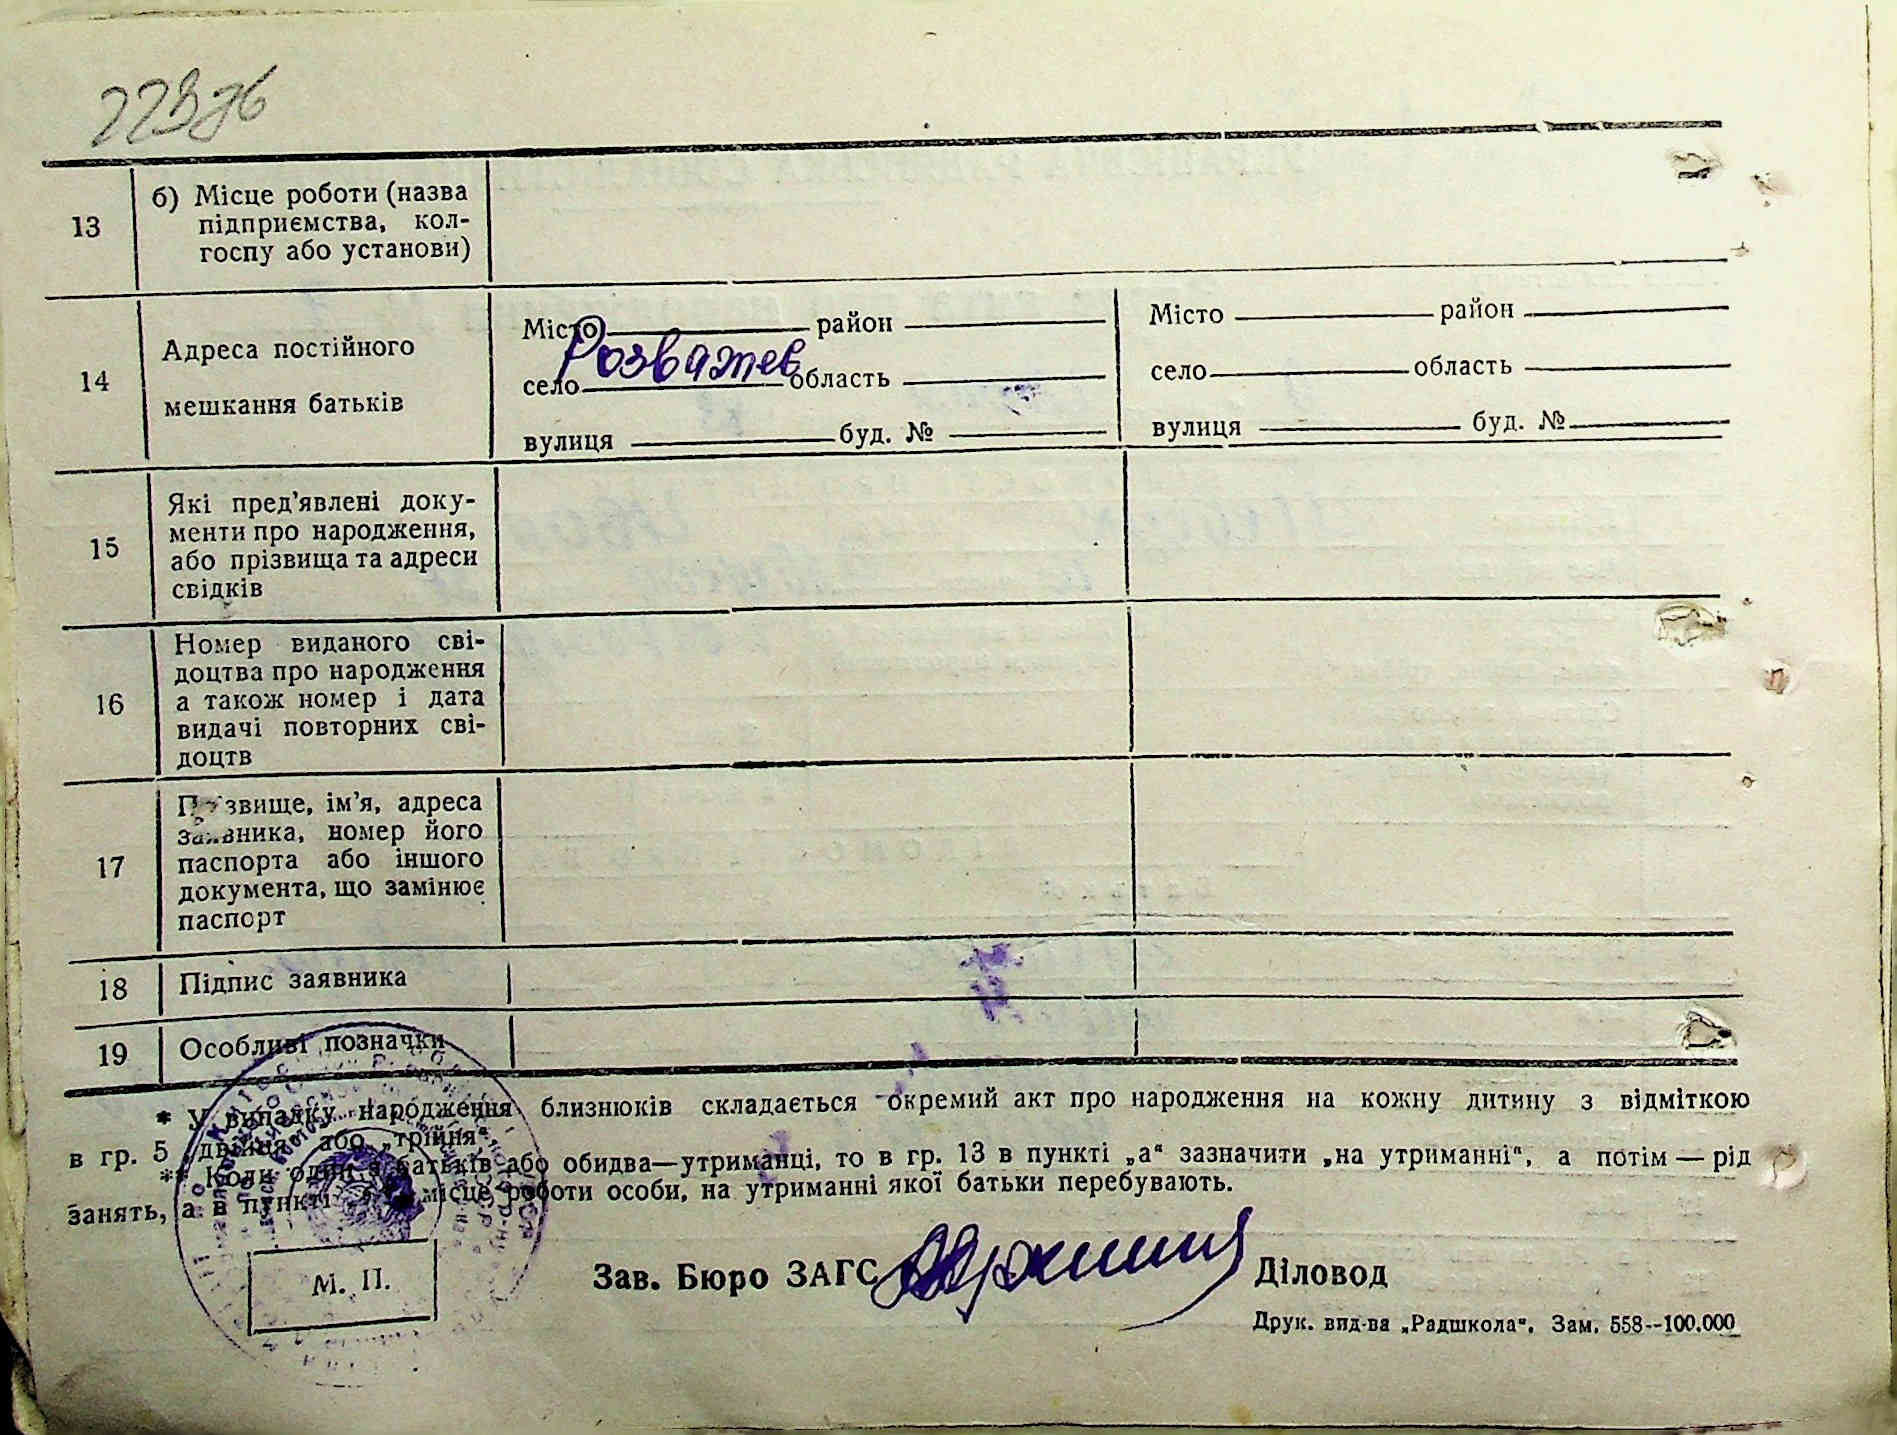 13
б) Місце роботи (назва
підприємства, кол-
госпу або установи)
14
Адреса постійного
мешкання батьків
Місто район
Розважев
село область
вулиця буд. №
Місто район
село область
вулиця буд. №
15
Які пред'явлені доку-
менти про народження,
або прізвища та адреси
свідків
16
Номер виданого сві-
доцтва про народження
а також номер і дата
видачі повторних сві-
доцтв
17
Прізвище, ім'я, адреса
заявника, номер його
паспорта або іншого
документа, що замінює
паспорт
18
Підпис заявника
19
Особливі позначки
* У випадку народження близнюків складається окремий акт про народження на кожну дитину з відміткою
в гр. 5 „двійня" або „трійня"
** Коли один з батьків або обидва—утриманці, то в гр. 13 в пункті „а" зазначити „на утриманні", а потім — рід
занять, а в пункті місце роботи особи, на утриманні якої батьки перебувають.
М. П.
Зав. Бюро ЗАГС Діловод
Друк. вид-ва „Радшкола". Зам. 558--100.000